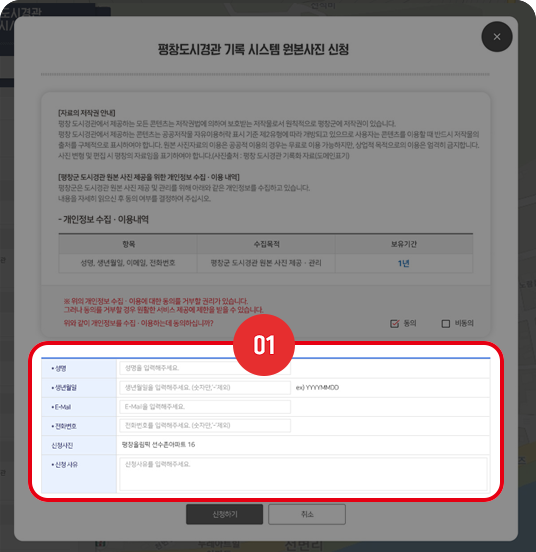 평창도시경관 기록 시스템 원본사진 신청
[자료의 저작권 안내]
평창 도시경관에서 제공하는 모든 콘텐츠는 저작권법에 의하여 보호받는 저작물로서 원칙적으로 평창군에 저작권이 있습니다.
평창 도시경관에서 제공하는 콘텐츠는 공공저작물 자유이용허락 표시 기준 제2유형에 따라 개방되고 있으므로 사용자는 콘텐츠를 이용할 때 반드시 저작물의
출처를 구체적으로 표시하여야 합니다. 원본 사진자료의 이용은 공공적 이용의 경우는 무료로 이용 가능하지만, 상업적 목적으로의 이용은 엄격히 금지합니다.
사진 변형 및 편집 시 평창의 자료임을 표기하여야 합니다.(사진출처 : 평창 도시경관 기록화 자료(도메인표기)
[평창군 도시경관 원본 사진 제공을 위한 개인정보 수집 · 이용 내역]
평창군은 도시경관 원본 사진 제공 및 관리를 위해 아래와 같은 개인정보를 수집하고 있습니다.
내용을 자세히 읽으신 후 동의 여부를 결정하여 주십시오.
- 개인정보 수집 · 이용내역
항목 수집목적 보유기간
성명, 생년월일, 이메일, 전화번호 평창군 도시경관 원본 사진 제공 · 관리 1년
※ 위의 개인정보 수집 · 이용에 대한 동의를 거부할 권리가 있습니다.
그러나 동의를 거부할 경우 원활한 서비스 제공에 제한을 받을 수 있습니다.
위와 같이 개인정보를 수집 · 이용하는데 동의하십니까? 동의 비동의
01
• 성명 성명을 입력해주세요.
• 생년월일 생년월일을 입력해주세요. (숫자만,'-'제외) ex) YYYYMMDD
• E-Mail E-Mail을 입력해주세요.
• 전화번호 전화번호를 입력해주세요. (숫자만,'-'제외)
신청사진 평창올림픽 선수촌아파트 16
• 신청 사유 신청사유를 입력해주세요.
신청하기 취소